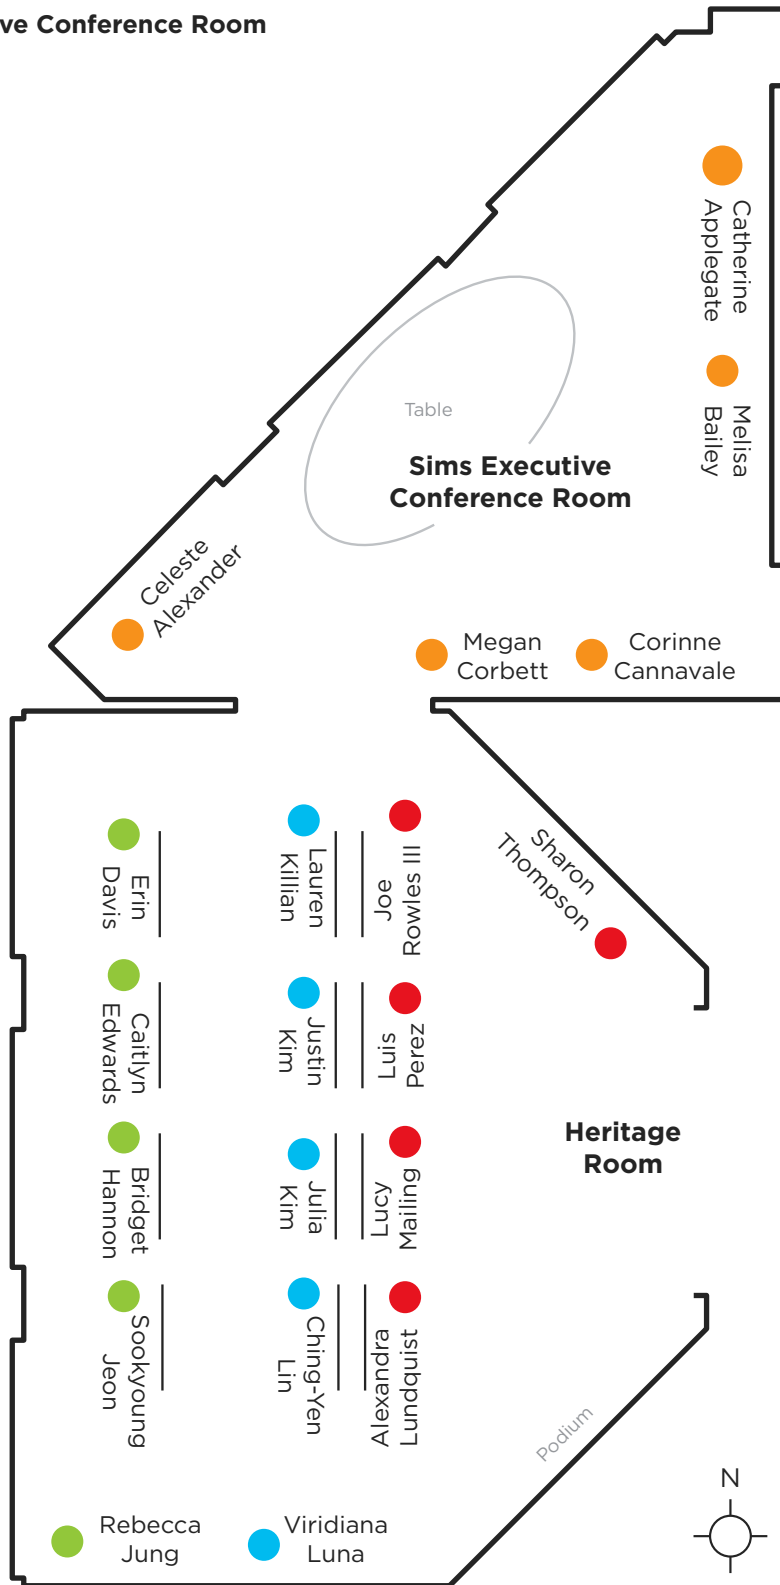 ve Conference Room
Catherine
Applegate
Melisa
Bailey
Table
Sims Executive
Conference Room
Celeste
Alexander
Megan
Corbett
Corinne
Cannavale
Erin
Davis
Lauren
Killian
Joe
Rowles III
Sharon
Thompson
Caitlyn
Edwards
Justin
Kim
Luis
Perez
Bridget
Hannon
Julia
Kim
Lucy
Mailing
Heritage
Room
Sookyoung
Jeon
Ching-Yen
Lin
Alexandra
Lundquist
Podium
N
Rebecca
Jung
Viridiana
Luna